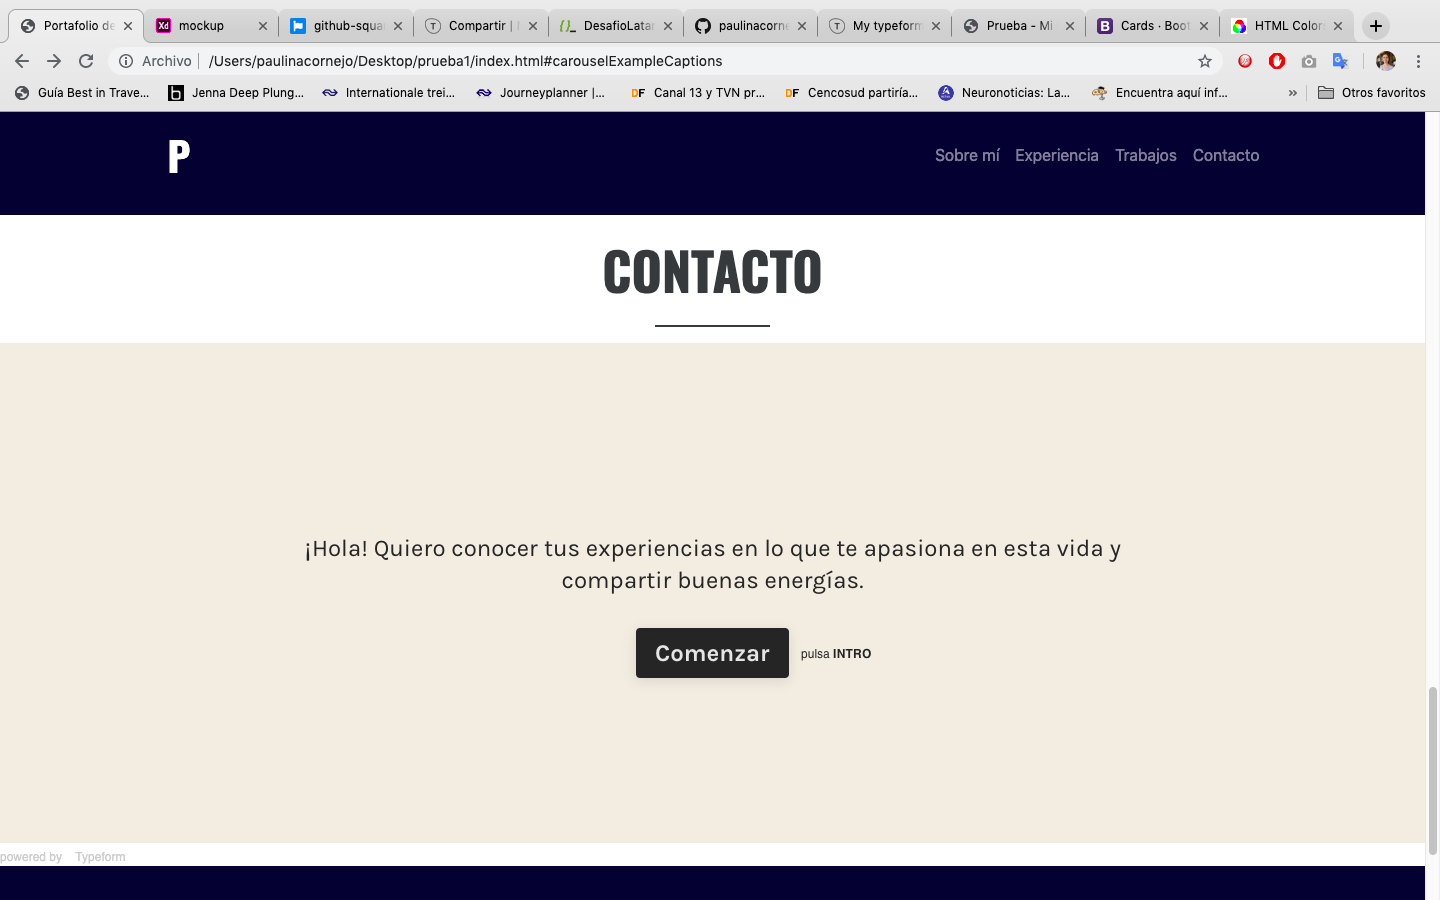 Portafolio de
mockup
github-squa
Compartir |
DesafioLatar
paulinacorne
My typeform
Prueba - Mi
Cards · Boot
HTML Color
Archivo | /Users/paulinacornejo/Desktop/prueba1/index.html#carouselExampleCaptions
Guía Best in Trave...
Jenna Deep Plung...
Internationale trei...
Journeyplanner |...
DF Canal 13 y TVN pr...
DF Cencosud partiría...
Neuronoticias: La...
Encuentra aquí inf...
»
Otros favoritos
P
Sobre mí Experiencia Trabajos Contacto
CONTACTO
¡Hola! Quiero conocer tus experiencias en lo que te apasiona en esta vida y
compartir buenas energías.
Comenzar pulsa INTRO
powered by Typeform